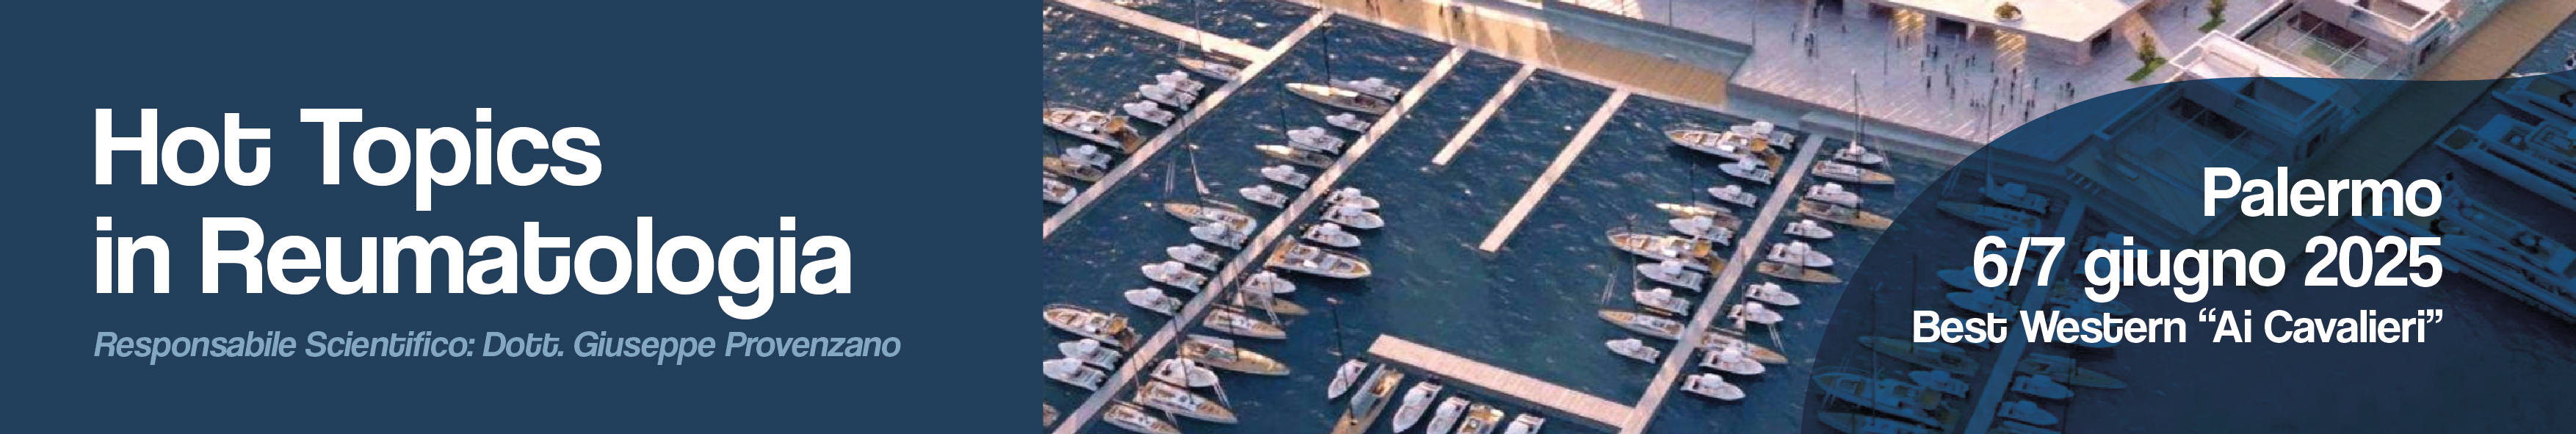 Hot Topics
in Reumatologia
Responsabile Scientifico: Dott. Giuseppe Provenzano
Palermo
6/7 giugno 2025
Best Western “Ai Cavalieri”